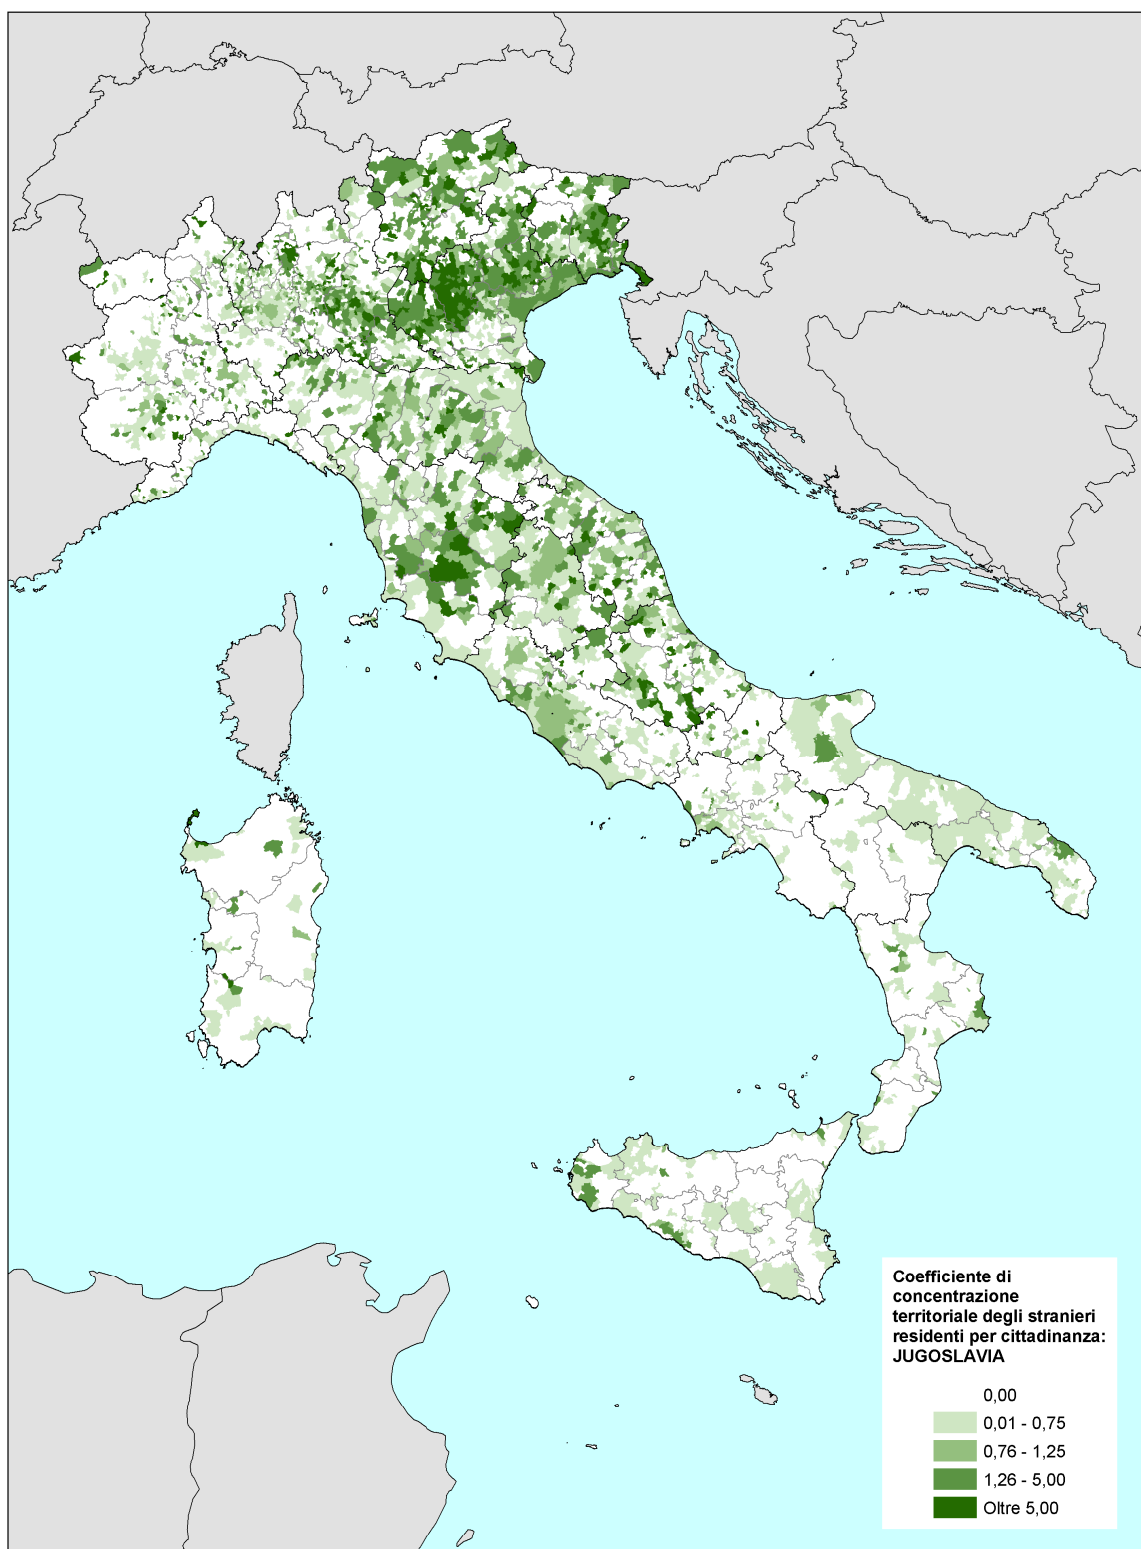 Coefficiente di
concentrazione
territoriale degli stranieri
residenti per cittadinanza:
JUGOSLAVIA
0,00
0,01 - 0,75
0,76 - 1,25
1,26 - 5,00
Oltre 5,00